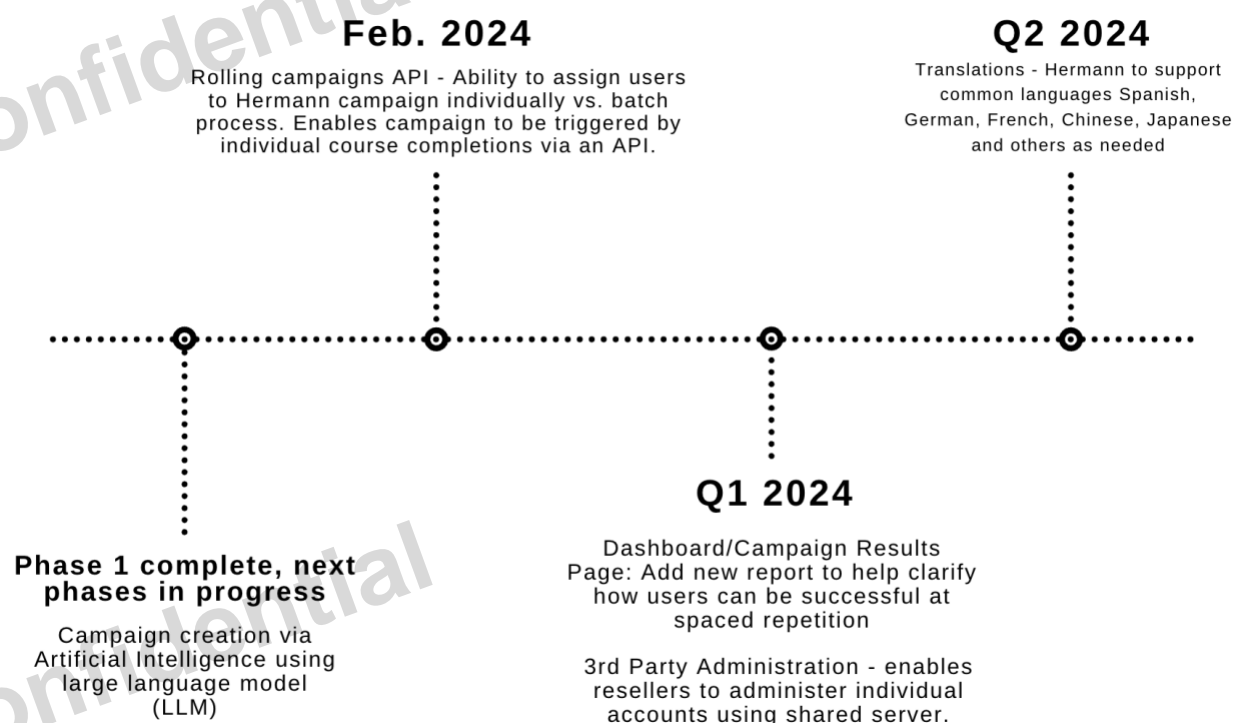 Feb. 2024
Rolling campaigns API - Ability to assign users
to Hermann campaign individually vs. batch
process. Enables campaign to be triggered by
individual course completions via an API.
Q2 2024
Translations - Hermann to support
common languages Spanish,
German, French, Chinese, Japanese
and others as needed
Phase 1 complete, next
phases in progress
Campaign creation via
Artificial Intelligence using
large language model
(LLM)
Q1 2024
Dashboard/Campaign Results
Page: Add new report to help clarify
how users can be successful at
spaced repetition
3rd Party Administration - enables
resellers to administer individual
accounts using shared server.
onfidential
onfidential